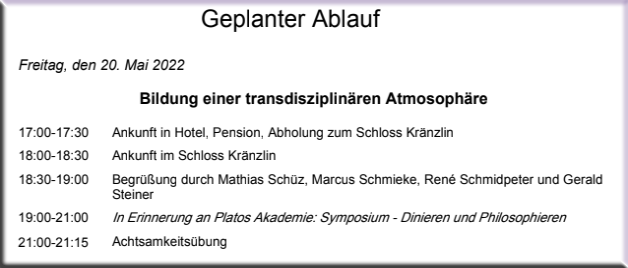 Geplanter Ablauf
Freitag, den 20. Mai 2022
Bildung einer transdisziplinären Atmosophäre
17:00-17:30 Ankunft in Hotel, Pension, Abholung zum Schloss Kränzlin
18:00-18:30 Ankunft im Schloss Kränzlin
18:30-19:00 Begrüßung durch Mathias Schüz, Marcus Schmieke, René Schmidpeter und Gerald
Steiner
19:00-21:00 In Erinnerung an Platos Akademie: Symposium - Dinieren und Philosophieren
21:00-21:15 Achtsamkeitsübung